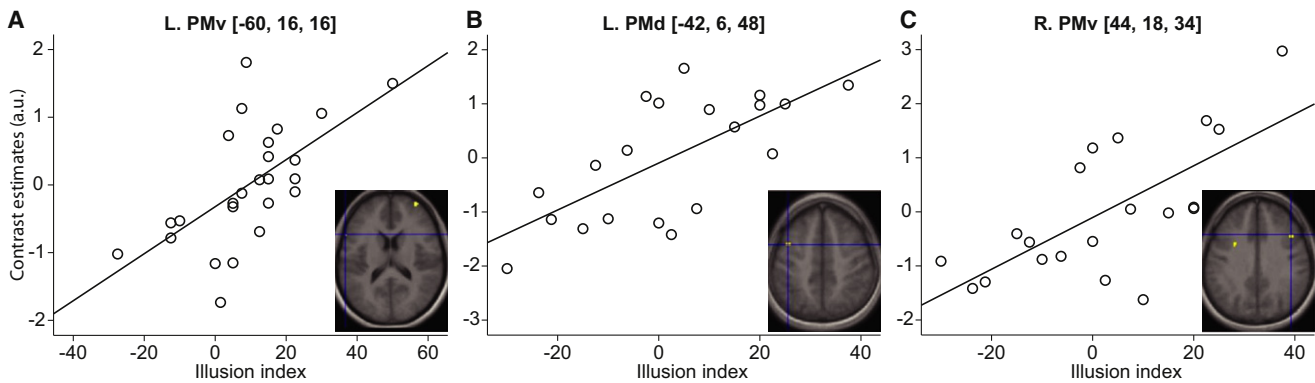 A L. PMv [-60, 16, 16]
B L. PMd [-42, 6, 48]
C R. PMv [44, 18, 34]
Contrast estimates (a.u.)
2
1
0
-1
-2
-40 -20 0 20 40 60
Illusion index
2
1
0
-1
-2
-3
-20 0 20 40
Illusion index
3
2
1
0
-1
-2
-20 0 20 40
Illusion index